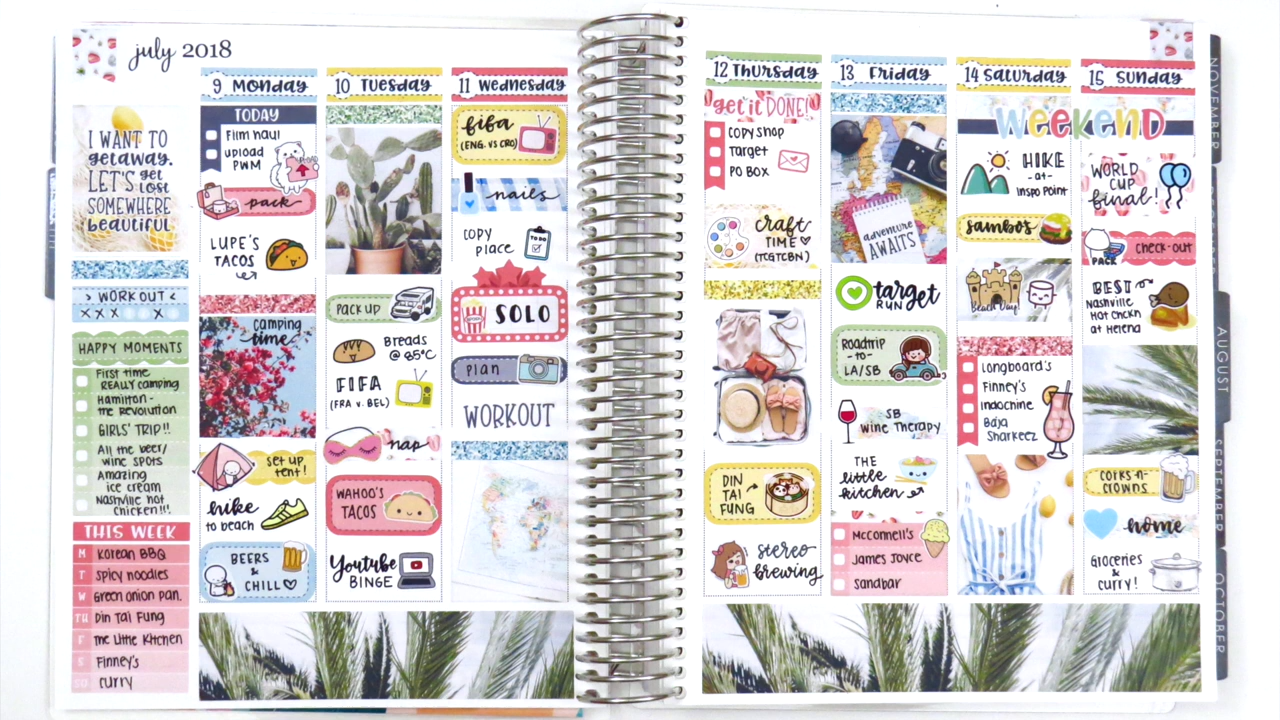 july 2018
I WANT TO
getaway.
LET'S get
lost
SOMEWHERE
beautiful
> WORKOUT <
X X X X
HAPPY MOMENTS
First time
REALLY camping
Hamilton -
the Revolution
GIRLS' TRIP!!
All the beer/
wine spots
Amazing
ice cream
Nashville hot
chicken!!!
THIS WEEK
M Korean BBQ
T Spicy noodles
W Green onion pan.
TU Din Tai Fung
F The Little Kitchen
S Finney's
SU curry
9 Monday
TODAY
Film haul
upload
PWM
pack
LUPE'S
TACOS
camping
time
set up
tent!
hike
to beach
BEERS
&
CHILL♡
10 Tuesday
PACK UP
Breads
@ 85°C
FIFA
(FRA v. BEL)
nap
WAHOO'S
TACOS
Youtube
BINGE
11 Wednesday
fifa
(ENG. vs CRO)
nails
copy
place
TO DO
SOLO
plan
WORKOUT
12 Thursday
get it DONE!
copy shop
Target
PO BOX
craft
TIME♡
(TCGTCBN)
DIN
TAI
FUNG
stereo
brewing
13 Friday
adventure
AWAITS
target
RUN
Roadtrip
-to-
LA/SB
SB
wine Therapy
THE
little
kitchen
McConnell's
James Joyce
Sandbar
14 Saturday
WEEKEND
HIKE
-at-
Inspo Point
sambos
Beach Day!
Longboard's
Finney's
Indochine
Baja
Sharkeez
15 Sunday
WORLD
CUP
final!
PACK
check-out
BEST
Nashville
Hot Chckn
at Helena
CORKS-n-
CROWNS
home
Groceries
&
curry!
NOVEMBER
AUGUST
SEPTEMBER
OCTOBER